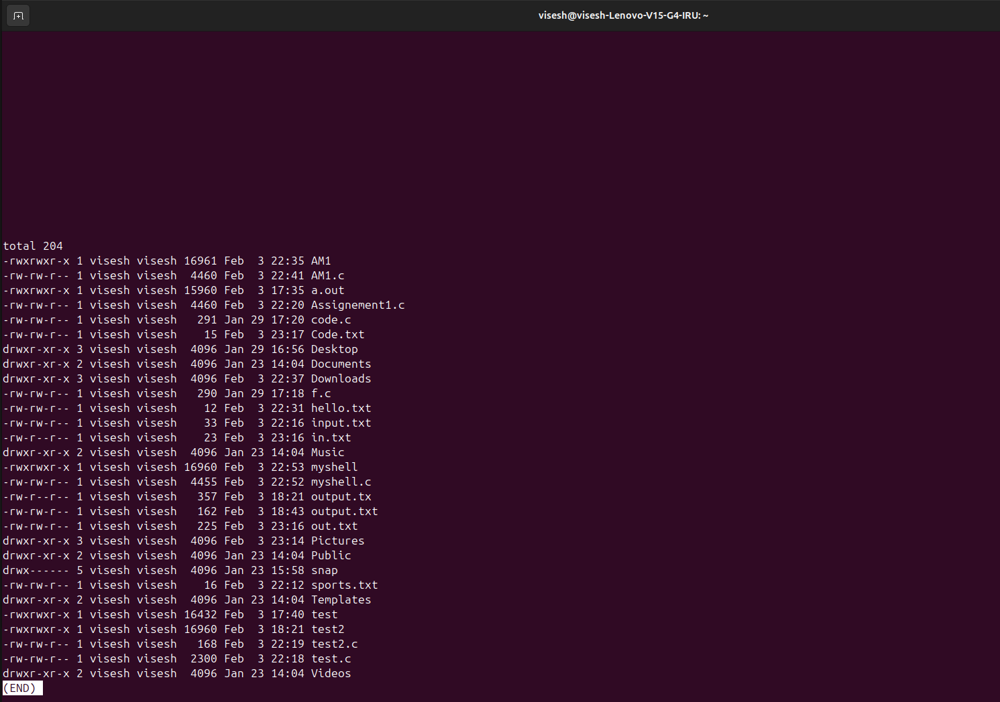 visesh@visesh-Lenovo-V15-G4-IRU: ~
total 204
-rwxrwxr-x 1 visesh visesh 16961 Feb  3 22:35 AM1
-rw-rw-r-- 1 visesh visesh  4460 Feb  3 22:41 AM1.c
-rwxrwxr-x 1 visesh visesh 15960 Feb  3 17:35 a.out
-rw-rw-r-- 1 visesh visesh  4460 Feb  3 22:20 Assignement1.c
-rw-rw-r-- 1 visesh visesh   291 Jan 29 17:20 code.c
-rw-rw-r-- 1 visesh visesh    15 Feb  3 23:17 Code.txt
drwxr-xr-x 3 visesh visesh  4096 Jan 29 16:56 Desktop
drwxr-xr-x 2 visesh visesh  4096 Jan 23 14:04 Documents
drwxr-xr-x 3 visesh visesh  4096 Feb  3 22:37 Downloads
-rw-rw-r-- 1 visesh visesh   290 Jan 29 17:18 f.c
-rw-rw-r-- 1 visesh visesh    12 Feb  3 22:31 hello.txt
-rw-rw-r-- 1 visesh visesh    33 Feb  3 22:16 input.txt
-rw-r--r-- 1 visesh visesh    23 Feb  3 23:16 in.txt
drwxr-xr-x 2 visesh visesh  4096 Jan 23 14:04 Music
-rwxrwxr-x 1 visesh visesh 16960 Feb  3 22:53 myshell
-rw-rw-r-- 1 visesh visesh  4455 Feb  3 22:52 myshell.c
-rw-r--r-- 1 visesh visesh   357 Feb  3 18:21 output.tx
-rw-rw-r-- 1 visesh visesh   162 Feb  3 18:43 output.txt
-rw-rw-r-- 1 visesh visesh   225 Feb  3 23:16 out.txt
drwxr-xr-x 3 visesh visesh  4096 Feb  3 23:14 Pictures
drwxr-xr-x 2 visesh visesh  4096 Jan 23 14:04 Public
drwx------ 5 visesh visesh  4096 Jan 23 15:58 snap
-rw-rw-r-- 1 visesh visesh    16 Feb  3 22:12 sports.txt
drwxr-xr-x 2 visesh visesh  4096 Jan 23 14:04 Templates
-rwxrwxr-x 1 visesh visesh 16432 Feb  3 17:40 test
-rwxrwxr-x 1 visesh visesh 16960 Feb  3 18:21 test2
-rw-rw-r-- 1 visesh visesh   168 Feb  3 22:19 test2.c
-rw-rw-r-- 1 visesh visesh  2300 Feb  3 22:18 test.c
drwxr-xr-x 2 visesh visesh  4096 Jan 23 14:04 Videos
(END)